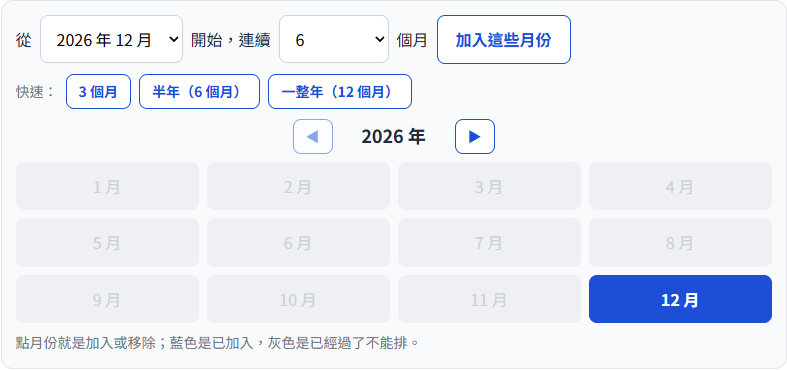 從 2026 年 12 月 開始，連續 6 個月 加入這些月份
快速： 3 個月 半年（6 個月） 一整年（12 個月）
◀ 2026 年 ▶
1 月 2 月 3 月 4 月
5 月 6 月 7 月 8 月
9 月 10 月 11 月 12 月
點月份就是加入或移除；藍色是已加入，灰色是已經過了不能排。